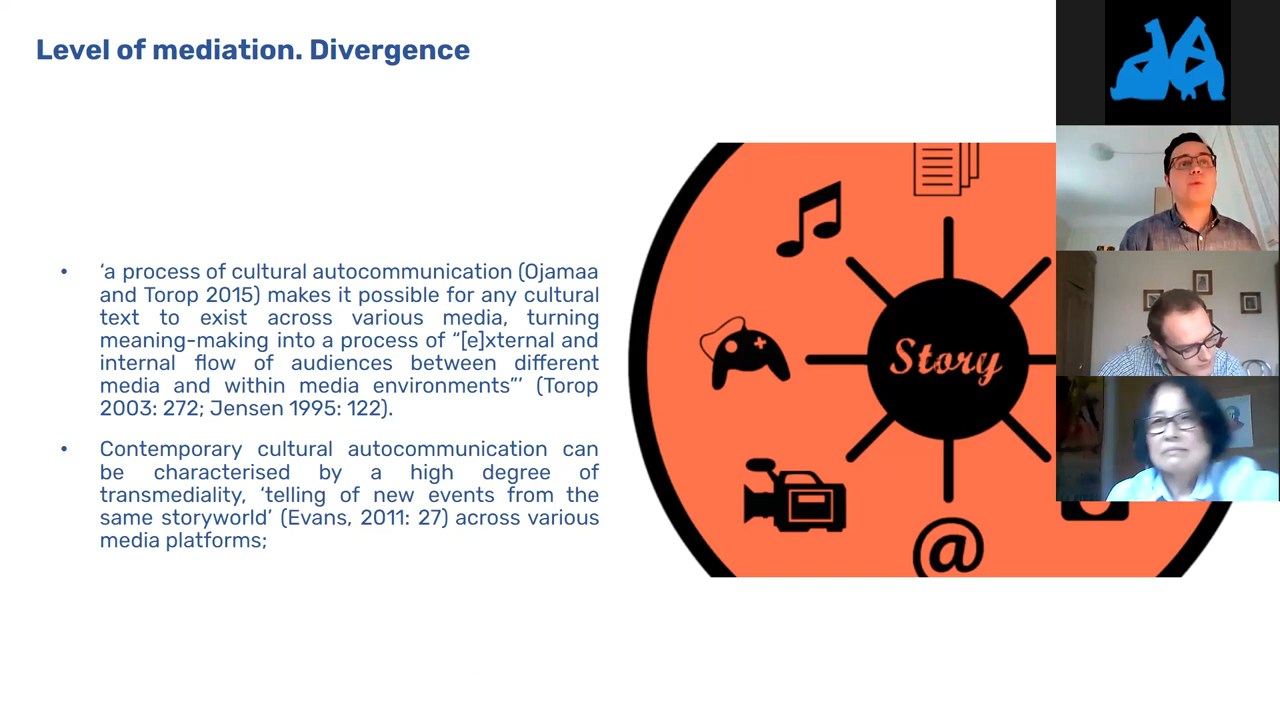 Level of mediation. Divergence
• ‘a process of cultural autocommunication (Ojamaa
and Torop 2015) makes it possible for any cultural
text to exist across various media, turning
meaning-making into a process of “[e]xternal and
internal flow of audiences between different
media and within media environments”’ (Torop
2003: 272; Jensen 1995: 122).
• Contemporary cultural autocommunication can
be characterised by a high degree of
transmediality, ‘telling of new events from the
same storyworld’ (Evans, 2011: 27) across various
media platforms;
Story
@